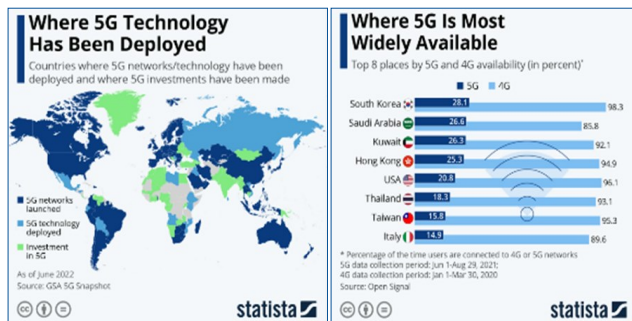 Where 5G Technology
Has Been Deployed
Countries where 5G networks/technology have been
deployed and where 5G investments have been made
5G networks
launched
5G technology
deployed
Investment
in 5G
As of June 2022
Source: GSA 5G Snapshot
statista
Where 5G Is Most
Widely Available
Top 8 places by 5G and 4G availability (in percent)*
5G 4G
South Korea 28.1 98.3
Saudi Arabia 26.6 85.8
Kuwait 26.3 92.1
Hong Kong 25.3 94.9
USA 20.8 96.1
Thailand 18.3 93.1
Taiwan 15.8 95.3
Italy 14.9 89.6
* Percentage of the time users are connected to 4G or 5G networks
5G data collection period: Jun 1-Aug 29, 2021;
4G data collection period: Jan 1-Mar 30, 2020
Source: Open Signal
statista